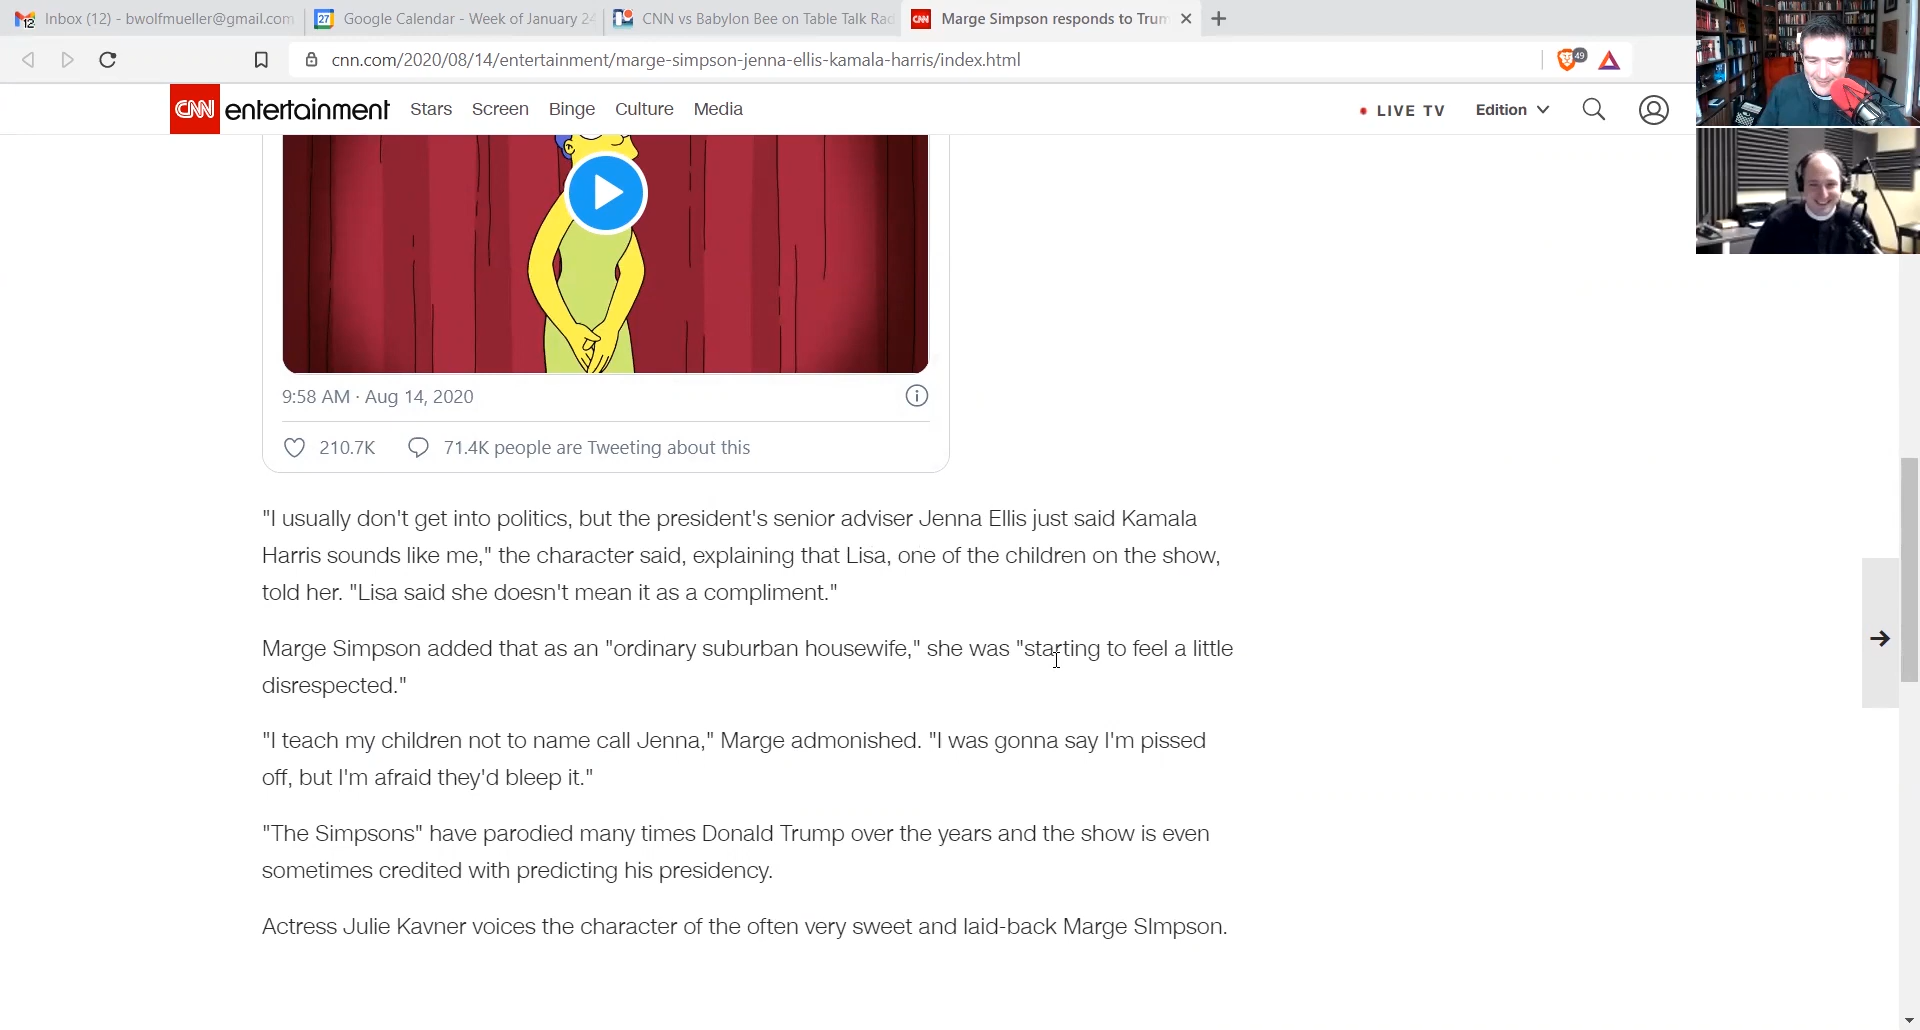 Inbox (12) - bwolfmueller@gmail.com
Google Calendar - Week of January 24
CNN vs Babylon Bee on Table Talk Rad
Marge Simpson responds to Trum
cnn.com/2020/08/14/entertainment/marge-simpson-jenna-ellis-kamala-harris/index.html
49
CNN entertainment Stars Screen Binge Culture Media LIVE TV Edition
9:58 AM · Aug 14, 2020
210.7K 71.4K people are Tweeting about this
"I usually don't get into politics, but the president's senior adviser Jenna Ellis just said Kamala
Harris sounds like me," the character said, explaining that Lisa, one of the children on the show,
told her. "Lisa said she doesn't mean it as a compliment."
Marge Simpson added that as an "ordinary suburban housewife," she was "starting to feel a little
disrespected."
"I teach my children not to name call Jenna," Marge admonished. "I was gonna say I'm pissed
off, but I'm afraid they'd bleep it."
"The Simpsons" have parodied many times Donald Trump over the years and the show is even
sometimes credited with predicting his presidency.
Actress Julie Kavner voices the character of the often very sweet and laid-back Marge SImpson.